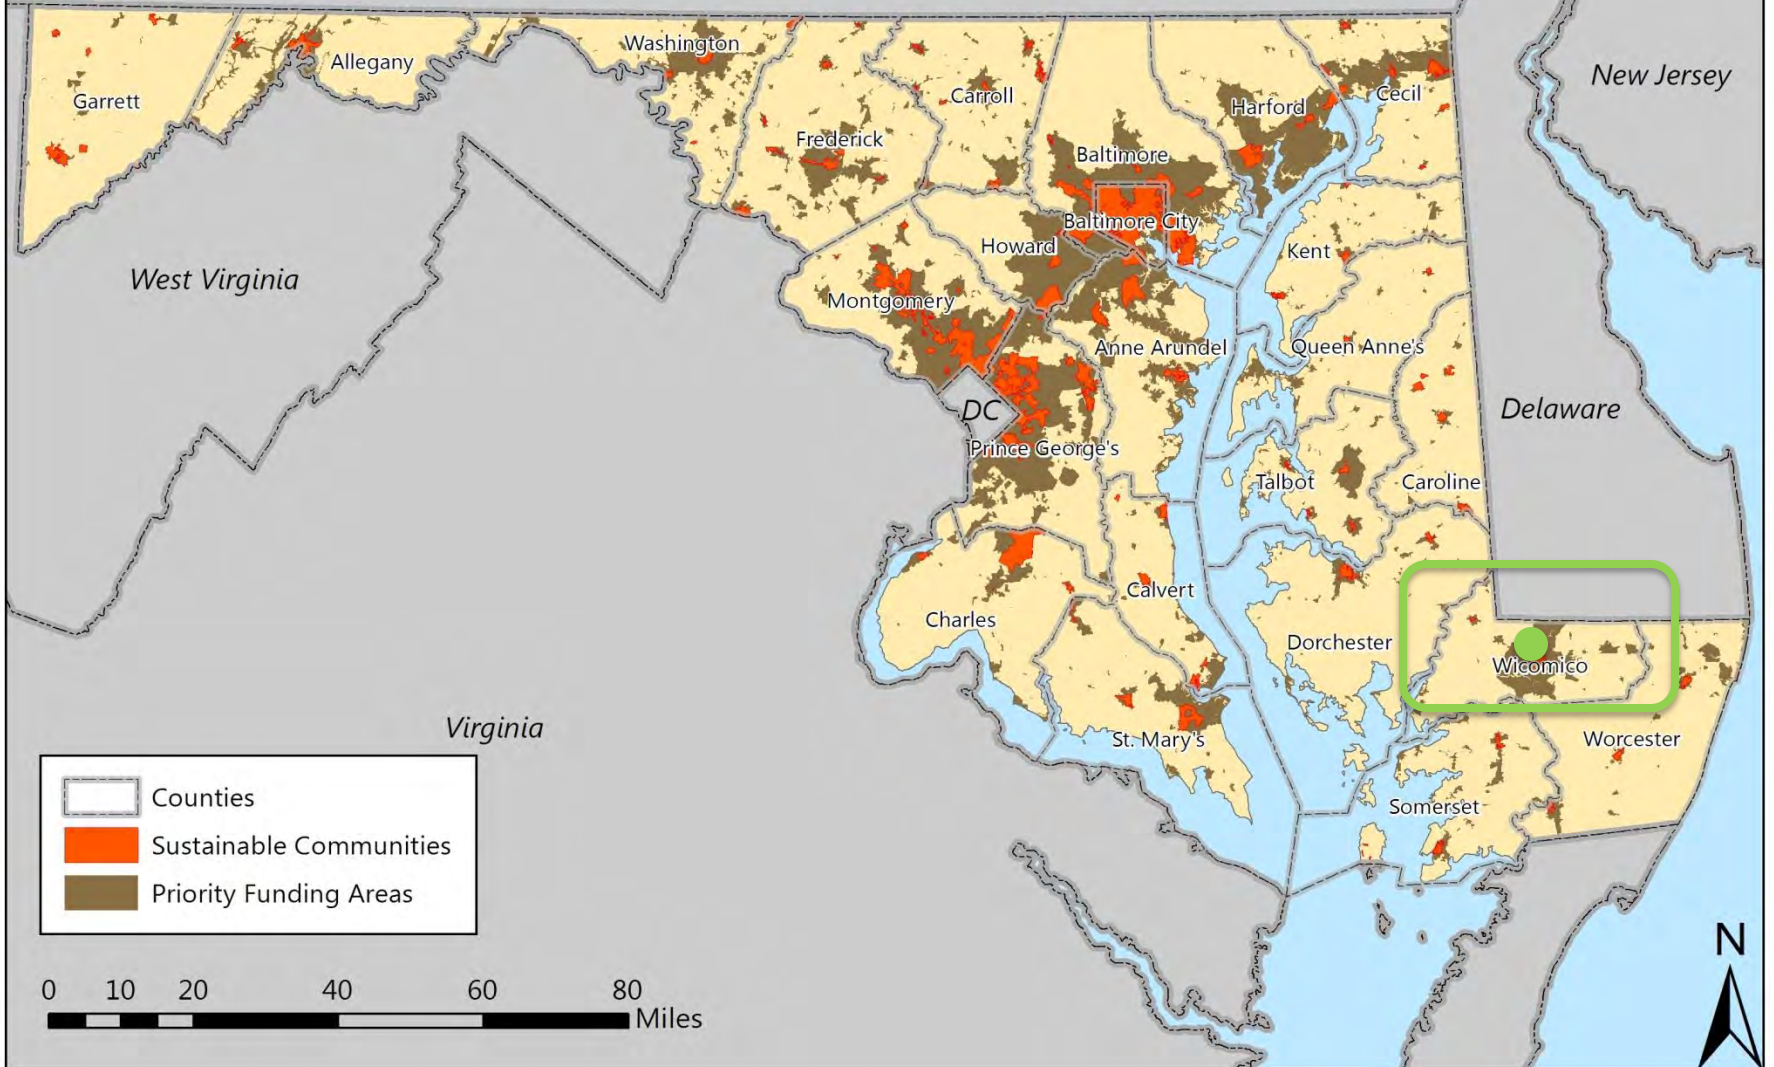 Washington
Allegany
Garrett
New Jersey
Carroll
Cecil
Harford
Frederick
Baltimore
Baltimore City
Howard
Kent
West Virginia
Montgomery
Anne Arundel
Queen Anne's
DC
Delaware
Prince George's
Talbot
Caroline
Calvert
Charles
Dorchester
Wicomico
Virginia
St. Mary's
Worcester
Somerset
Counties
Sustainable Communities
Priority Funding Areas
N
0 10 20 40 60 80
Miles